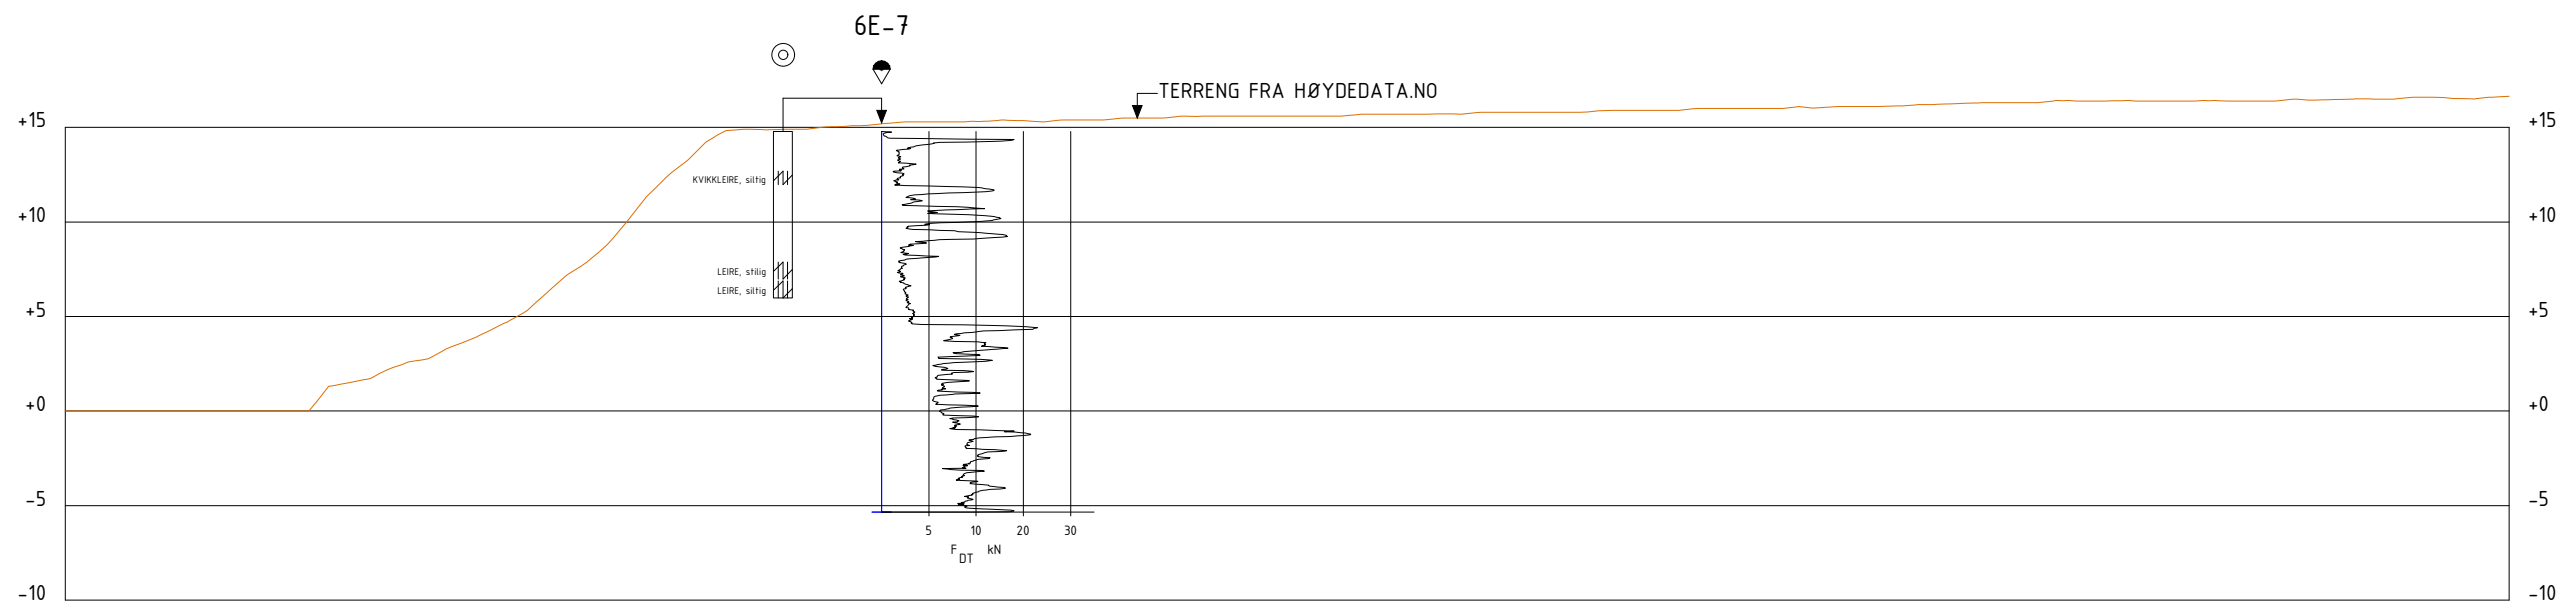 6E-7
TERRENG FRA HØYDEDATA.NO
+15 +15
KVIKKLEIRE, siltig
+10 +10
LEIRE, stilig
LEIRE, siltig
+5 +5
+0 +0
-5 -5
5 10 20 30
F DT kN
-10 -10